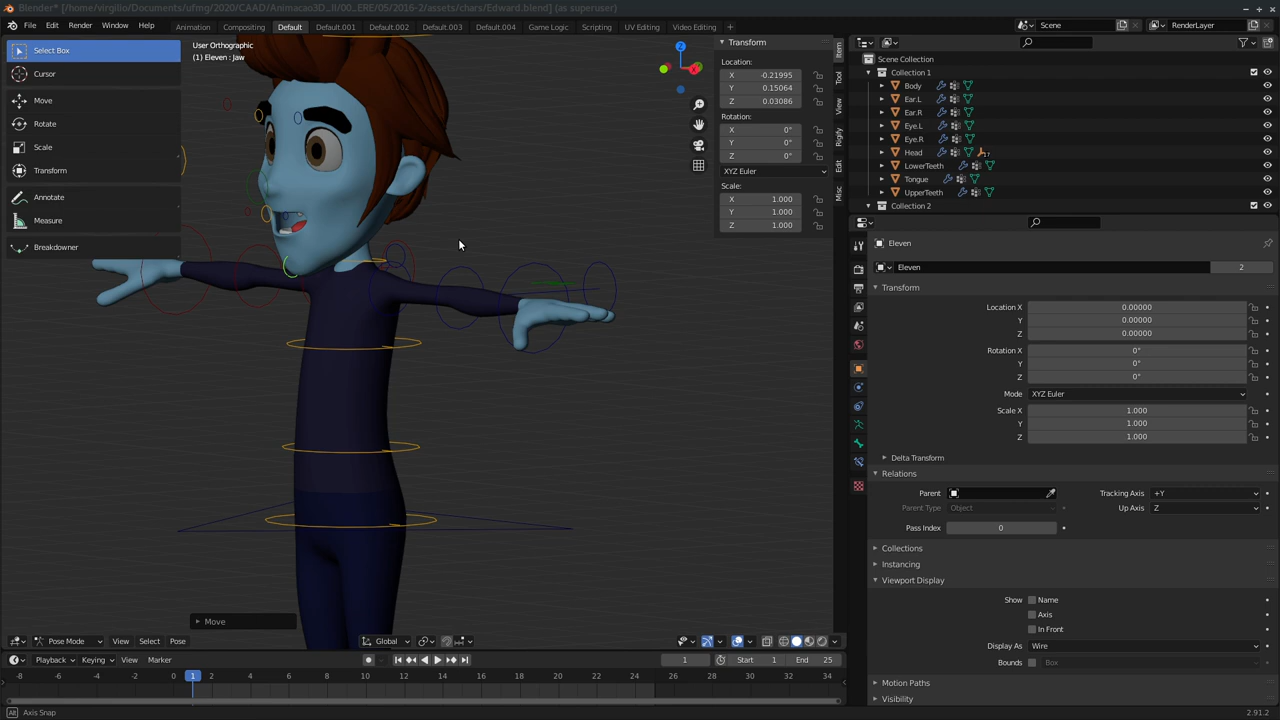 Blender* [/home/virgilio/Documents/ufmg/2020/CAAD/Animacao3D_II/00_ERE/05/2016-2/assets/chars/Edward.blend] (as superuser)
File Edit Render Window Help
Animation Compositing Default Default.001 Default.002 Default.003 Default.004 Game Logic Scripting UV Editing Video Editing +
Scene
RenderLayer
Select Box
Cursor
Move
Rotate
Scale
Transform
Annotate
Measure
Breakdowner
User Orthographic
(1) Eleven : Jaw
Z
Transform
Location:
X -0.21995
Y 0.15064
Z 0.03086
Rotation:
X 0°
Y 0°
Z 0°
XYZ Euler
Scale:
X 1.000
Y 1.000
Z 1.000
Item
Tool
View
Rigify
Edit
Misc
Scene Collection
Collection 1
Body
Ear.L
Ear.R
Eye.L
Eye.R
Head 17
LowerTeeth
Tongue
UpperTeeth
Collection 2
Eleven
Eleven 2
Transform
Location X 0.00000
Y 0.00000
Z 0.00000
Rotation X 0°
Y 0°
Z 0°
Mode XYZ Euler
Scale X 1.000
Y 1.000
Z 1.000
Delta Transform
Relations
Parent Tracking Axis +Y
Parent Type Object Up Axis Z
Pass Index 0
Collections
Instancing
Viewport Display
Show Name
Axis
In Front
Display As Wire
Bounds Box
Motion Paths
Visibility
Move
Pose Mode View Select Pose Global
Playback Keying View Marker 1 Start 1 End 25
-8 -6 -4 -2 0 1 2 4 6 8 10 12 14 16 18 20 22 24 26 28 30 32 34
Alt Axis Snap
2.91.2